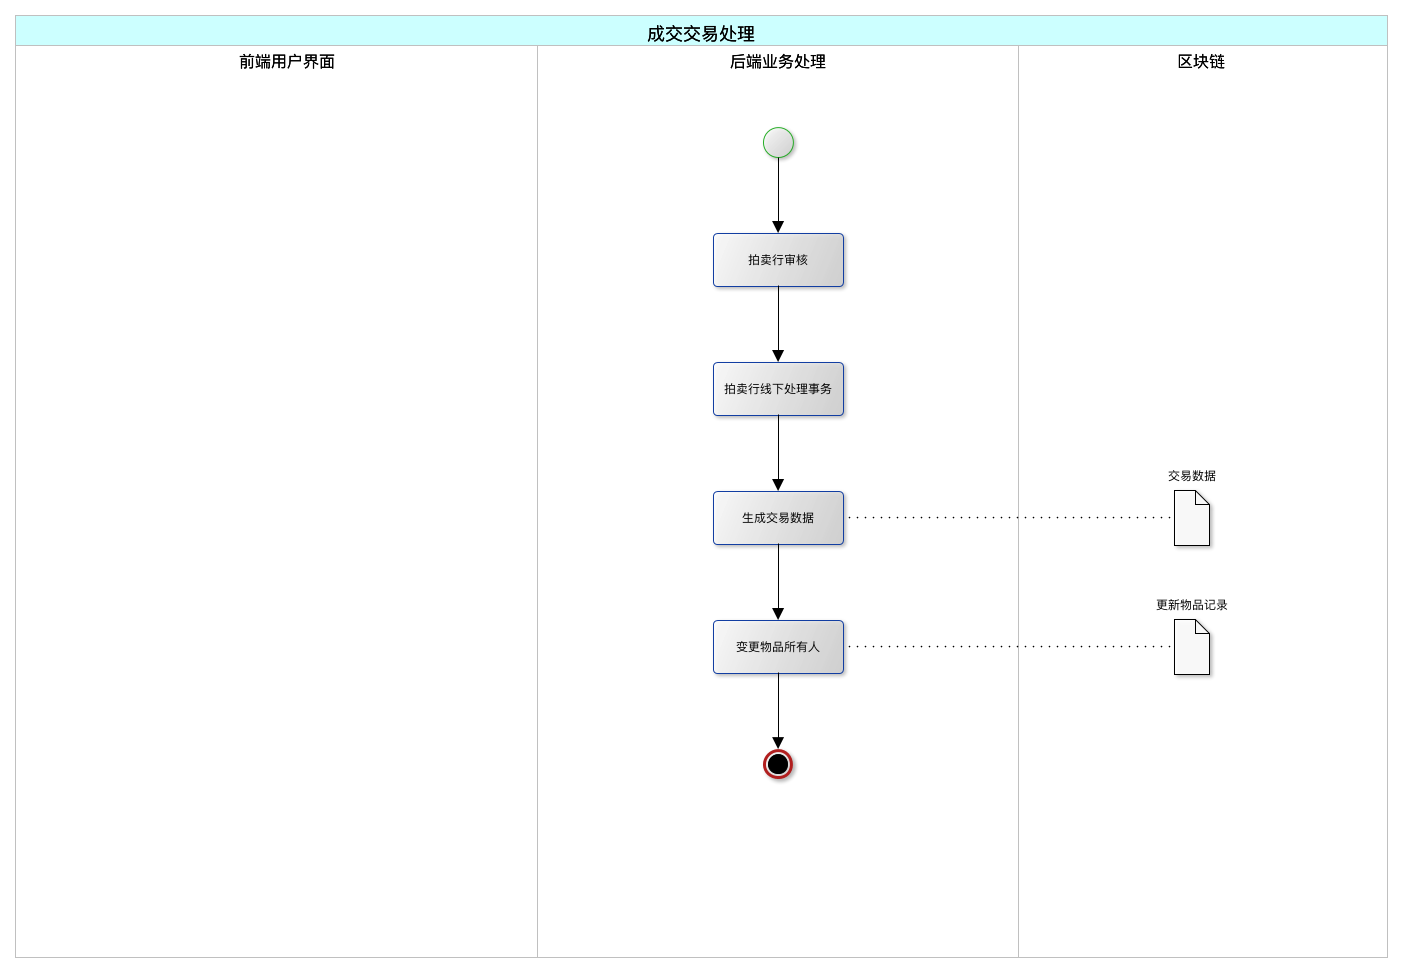 成交交易处理
前端用户界面
后端业务处理
区块链
拍卖行审核
拍卖行线下处理事务
交易数据
生成交易数据
更新物品记录
变更物品所有人